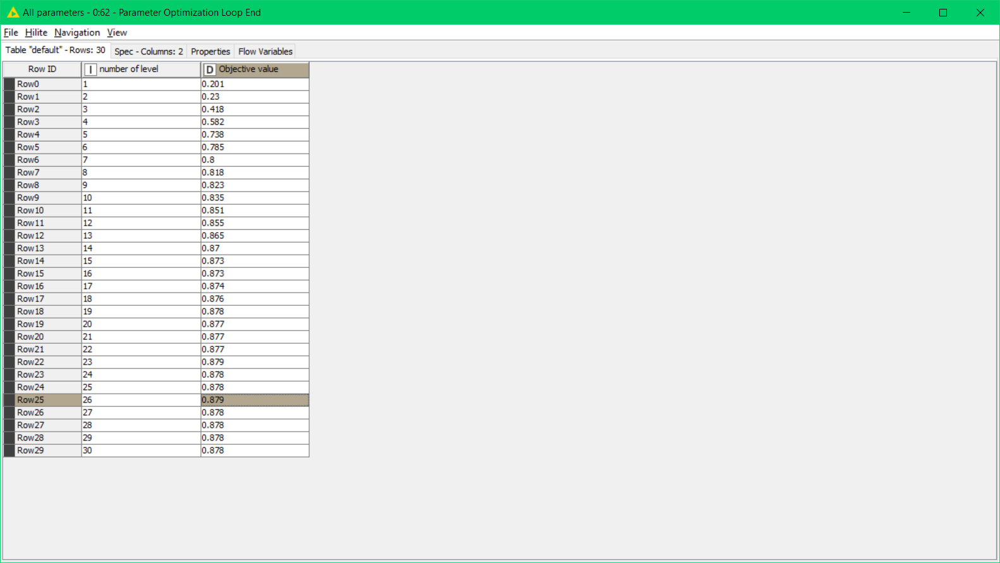 All parameters - 0:62 - Parameter Optimization Loop End
File Hilite Navigation View
Table "default" - Rows: 30 Spec - Columns: 2 Properties Flow Variables
Row ID I number of level D Objective value
Row0 1 0.201
Row1 2 0.23
Row2 3 0.418
Row3 4 0.582
Row4 5 0.738
Row5 6 0.785
Row6 7 0.8
Row7 8 0.818
Row8 9 0.823
Row9 10 0.835
Row10 11 0.851
Row11 12 0.855
Row12 13 0.865
Row13 14 0.87
Row14 15 0.873
Row15 16 0.873
Row16 17 0.874
Row17 18 0.876
Row18 19 0.878
Row19 20 0.877
Row20 21 0.877
Row21 22 0.877
Row22 23 0.879
Row23 24 0.878
Row24 25 0.878
Row25 26 0.879
Row26 27 0.878
Row27 28 0.878
Row28 29 0.878
Row29 30 0.878